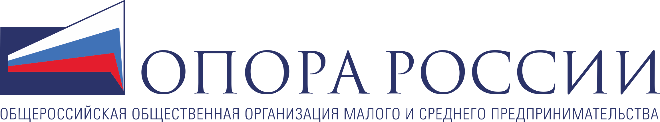 ОПОРА РОССИИ
ОБЩЕРОССИЙСКАЯ ОБЩЕСТВЕННАЯ ОРГАНИЗАЦИЯ МАЛОГО И СРЕДНЕГО ПРЕДПРИНИМАТЕЛЬСТВА